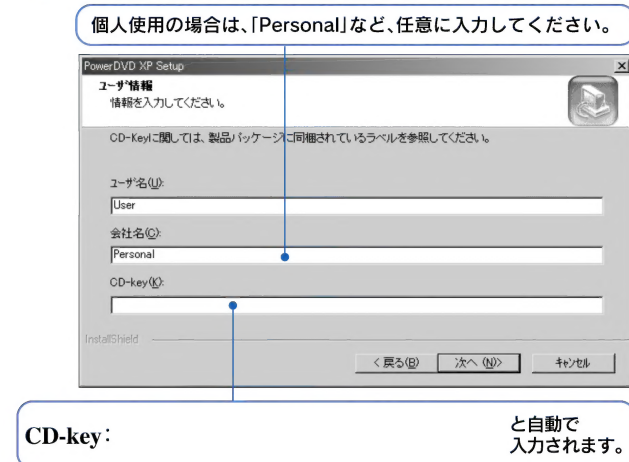 個人使用の場合は、「Personal」など、任意に入力してください。
PowerDVD XP Setup
ユーザ情報
情報を入力してください。
CD-Keyに関しては、製品パッケージに同梱されているラベルを参照してください。
ユーザ名(U):
User
会社名(C):
Personal
CD-key(K):
InstallShield
< 戻る(B) 次へ (N)> キャンセル
CD-key: と自動で
入力されます。